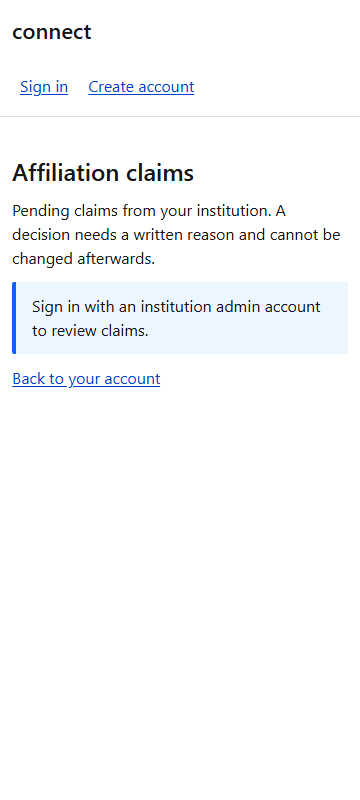 connect
Sign in Create account
Affiliation claims
Pending claims from your institution. A
decision needs a written reason and cannot be
changed afterwards.
Sign in with an institution admin account
to review claims.
Back to your account